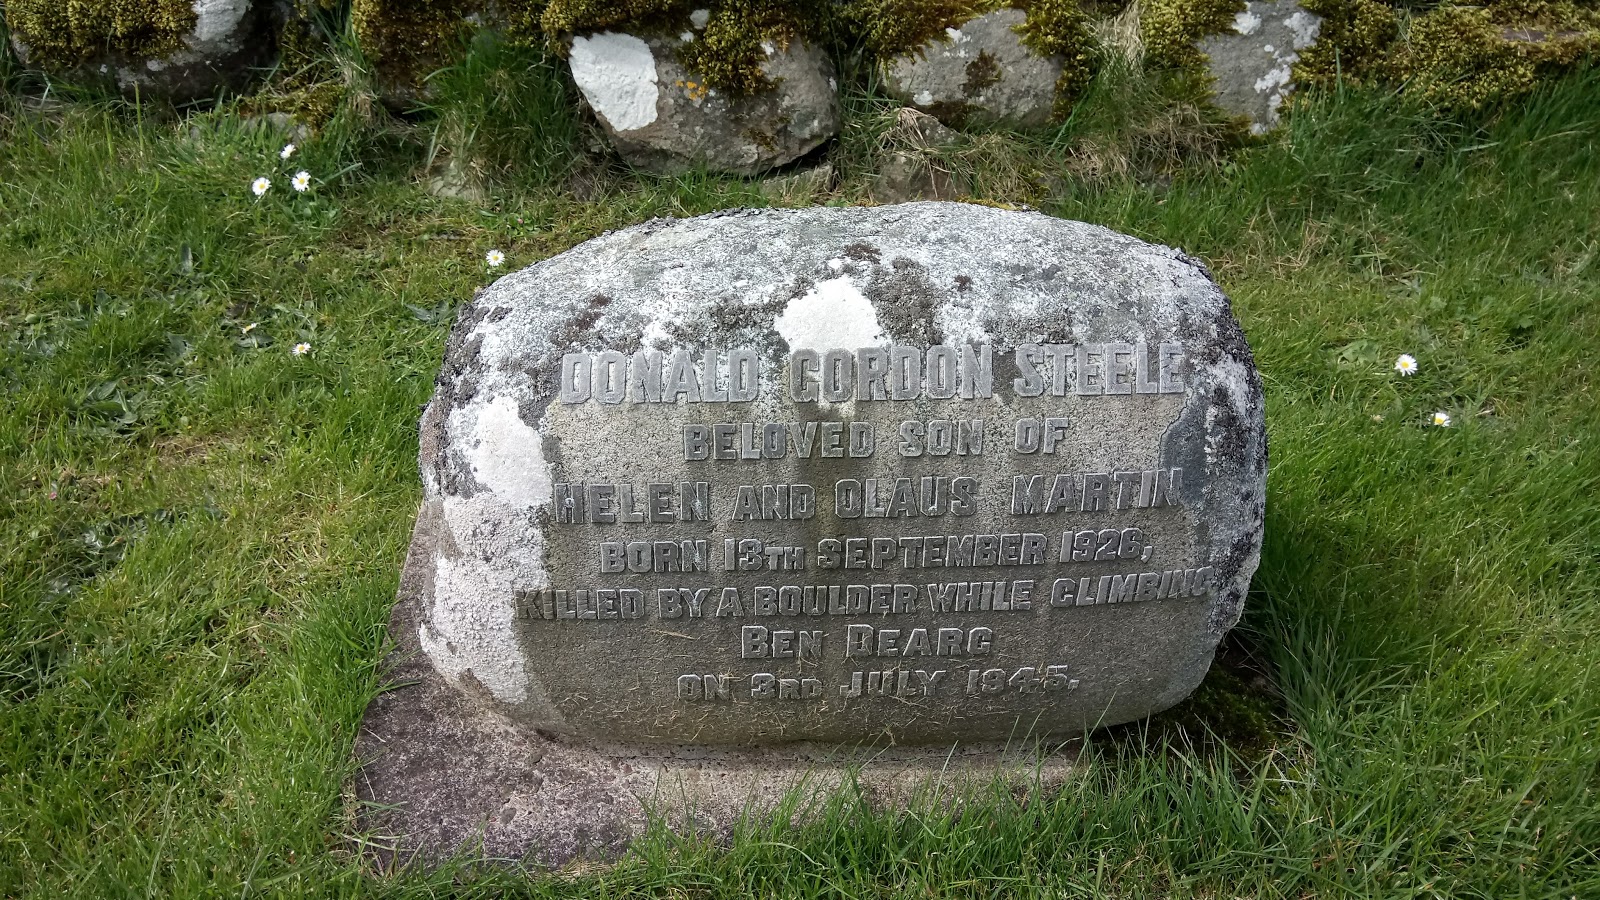 DONALD GORDON STEELE
BELOVED SON OF
HELEN AND OLAUS MARTIN
BORN 13TH SEPTEMBER 1926,
KILLED BY A BOULDER WHILE CLIMBING
BEN DEARG
ON 3RD JULY 1945.